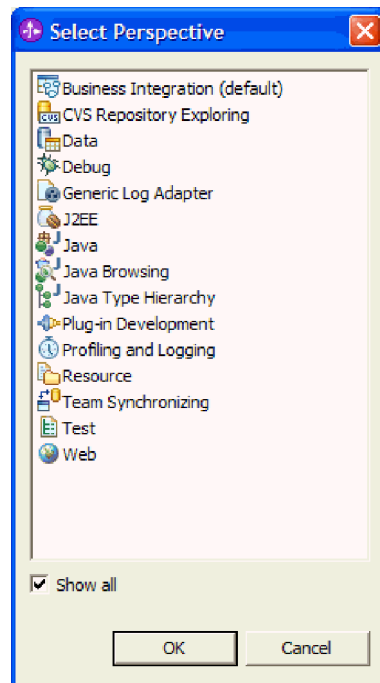 Select Perspective
Business Integration (default)
CVS Repository Exploring
Data
Debug
Generic Log Adapter
J2EE
Java
Java Browsing
Java Type Hierarchy
Plug-in Development
Profiling and Logging
Resource
Team Synchronizing
Test
Web
Show all
OK
Cancel